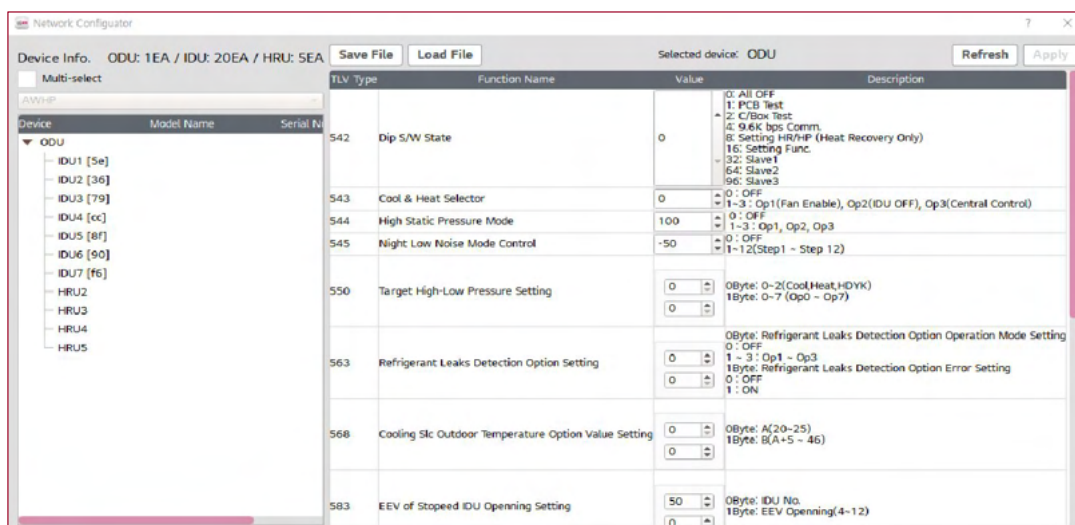 Network Configuator
Device Info. ODU: 1EA / IDU: 20EA / HRU: 5EA
Save File
Load File
Selected device: ODU
Refresh
Apply
Multi-select
AWHP
Device Model Name Serial N
ODU
IDU1 [5e]
IDU2 [36]
IDU3 [79]
IDU4 [cc]
IDU5 [8f]
IDU6 [90]
IDU7 [f6]
HRU2
HRU3
HRU4
HRU5
TLV Type Function Name Value Description
542 Dip S/W State 0
0: All OFF
1: PCB Test
2: C/Box Test
4: 9.6K bps Comm.
8: Setting HR/HP (Heat Recovery Only)
16: Setting Func.
32: Slave1
64: Slave2
96: Slave3
543 Cool & Heat Selector 0
0 : OFF
1~3 : Op1(Fan Enable), Op2(IDU OFF), Op3(Central Control)
544 High Static Pressure Mode 100
0 : OFF
1~3 : Op1, Op2, Op3
545 Night Low Noise Mode Control -50
0 : OFF
1~12(Step1 ~ Step 12)
550 Target High-Low Pressure Setting 0 0
0Byte: 0~2(Cool,Heat,HDYK)
1Byte: 0~7 (Op0 ~ Op7)
563 Refrigerant Leaks Detection Option Setting 0 0
0Byte: Refrigerant Leaks Detection Option Operation Mode Setting
0 : OFF
1 ~ 3 : Op1 ~ Op3
1Byte: Refrigerant Leaks Detection Option Error Setting
0 : OFF
1 : ON
568 Cooling Slc Outdoor Temperature Option Value Setting 0 0
0Byte: A(20~25)
1Byte: B(A+5 ~ 46)
583 EEV of Stopeed IDU Openning Setting 50 0
0Byte: IDU No.
1Byte: EEV Openning(4~12)